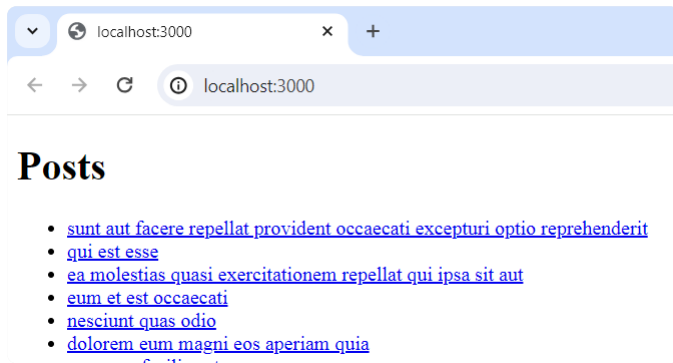 localhost:3000
localhost:3000
Posts
sunt aut facere repellat provident occaecati excepturi optio reprehenderit
qui est esse
ea molestias quasi exercitationem repellat qui ipsa sit aut
eum et est occaecati
nesciunt quas odio
dolorem eum magni eos aperiam quia